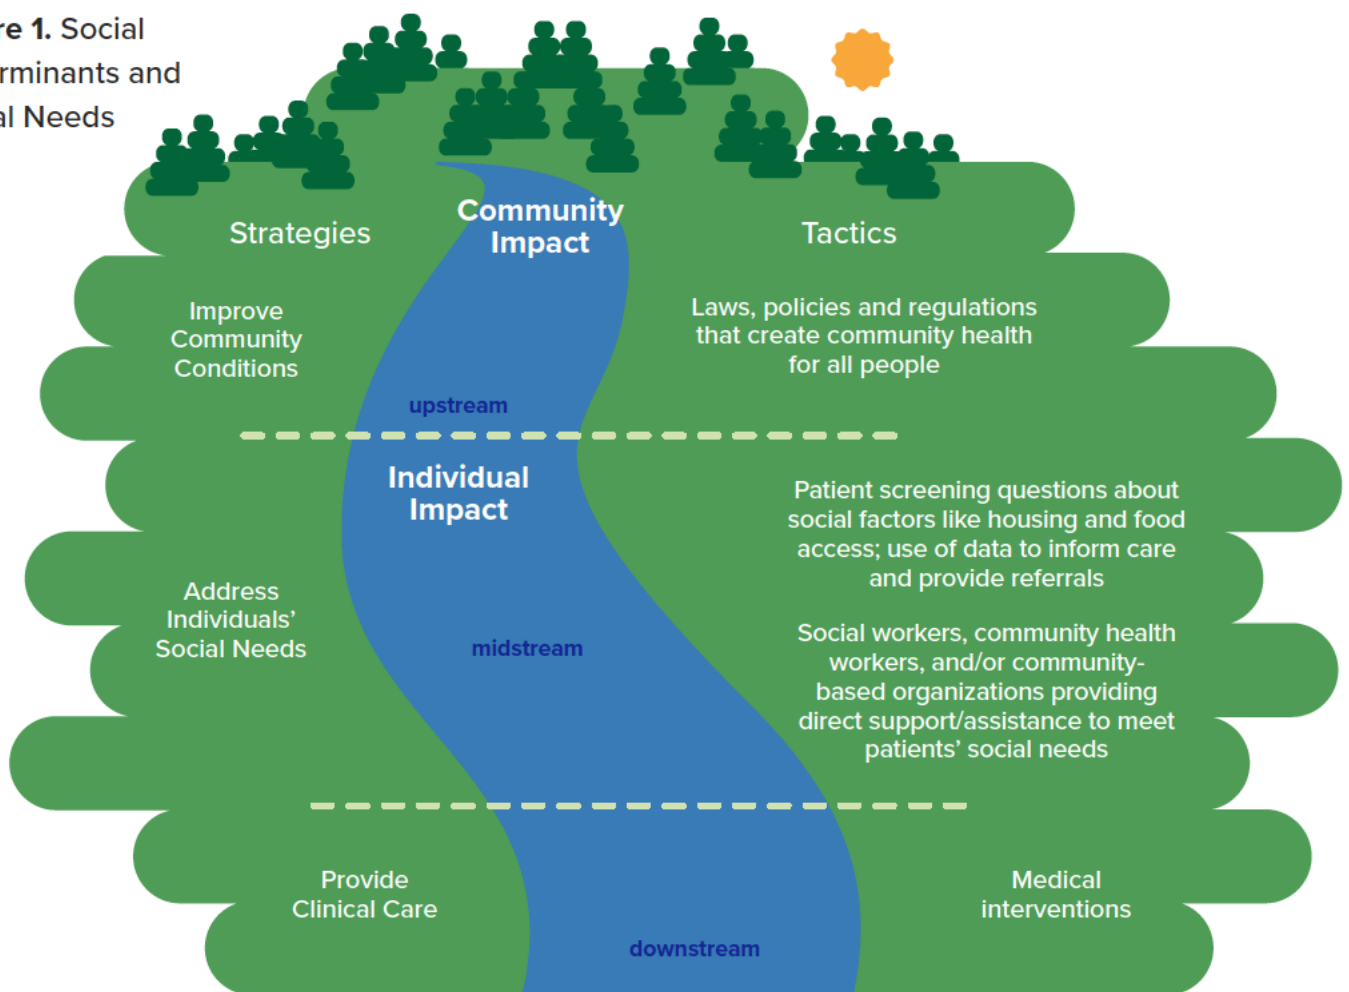 re 1. Social
rminants and
al Needs
Strategies
Community
Impact
Tactics
Improve
Community
Conditions
Laws, policies and regulations
that create community health
for all people
upstream
Individual
Impact
Patient screening questions about
social factors like housing and food
access; use of data to inform care
and provide referrals
Address
Individuals’
Social Needs
midstream
Social workers, community health
workers, and/or community-
based organizations providing
direct support/assistance to meet
patients’ social needs
Provide
Clinical Care
Medical
interventions
downstream